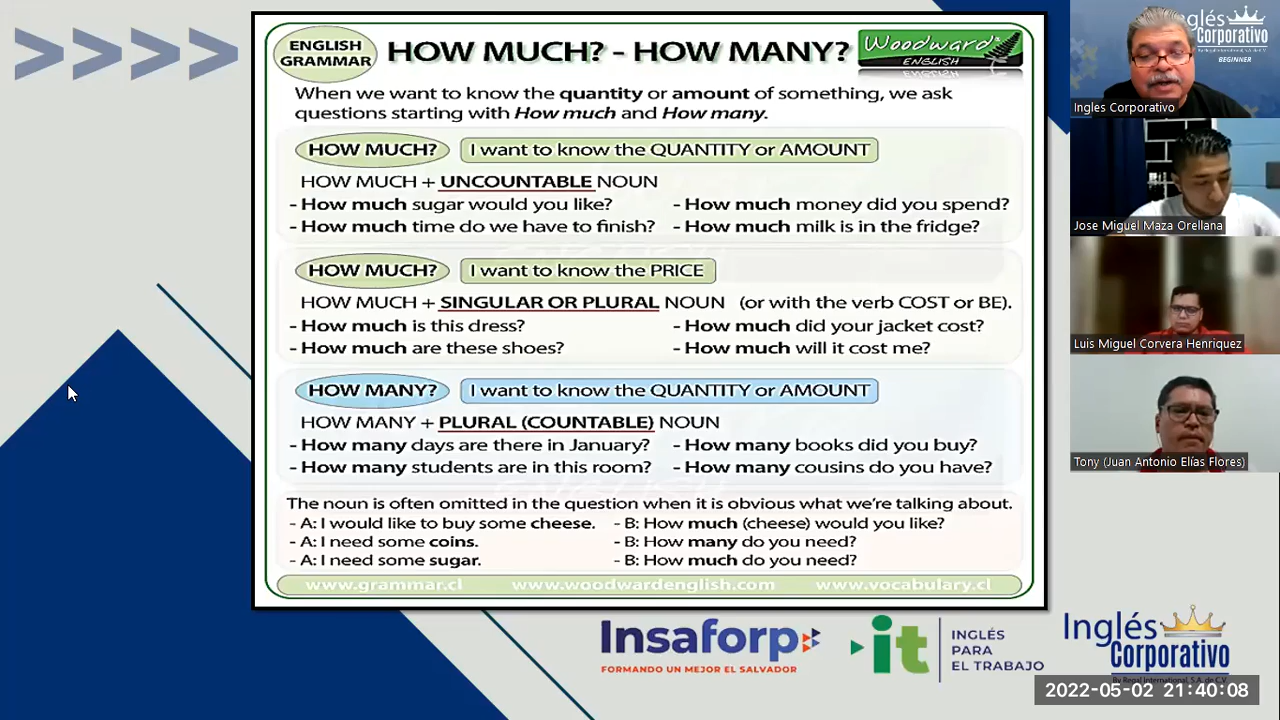 ENGLISH
GRAMMAR
HOW MUCH? - HOW MANY?
Woodward
ENGLISH
When we want to know the quantity or amount of something, we ask
questions starting with How much and How many.
HOW MUCH? I want to know the QUANTITY or AMOUNT
HOW MUCH + UNCOUNTABLE NOUN
- How much sugar would you like? - How much money did you spend?
- How much time do we have to finish? - How much milk is in the fridge?
HOW MUCH? I want to know the PRICE
HOW MUCH + SINGULAR OR PLURAL NOUN (or with the verb COST or BE).
- How much is this dress? - How much did your jacket cost?
- How much are these shoes? - How much will it cost me?
HOW MANY? I want to know the QUANTITY or AMOUNT
HOW MANY + PLURAL (COUNTABLE) NOUN
- How many days are there in January? - How many books did you buy?
- How many students are in this room? - How many cousins do you have?
The noun is often omitted in the question when it is obvious what we're talking about.
- A: I would like to buy some cheese. - B: How much (cheese) would you like?
- A: I need some coins. - B: How many do you need?
- A: I need some sugar. - B: How much do you need?
www.grammar.cl www.woodwardenglish.com www.vocabulary.cl
Inglés
Corporativo
By Regal International, S.A. de C.V.
BEGINNER
Ingles Corporativo
Jose Miguel Maza Orellana
Luis Miguel Corvera Henriquez
Tony (Juan Antonio Elías Flores)
Insaforp
FORMANDO UN MEJOR EL SALVADOR
it
INGLÉS
PARA
EL TRABAJO
Inglés
Corporativo
By Regal International, S.A. de C.V.
2022-05-02 21:40:08